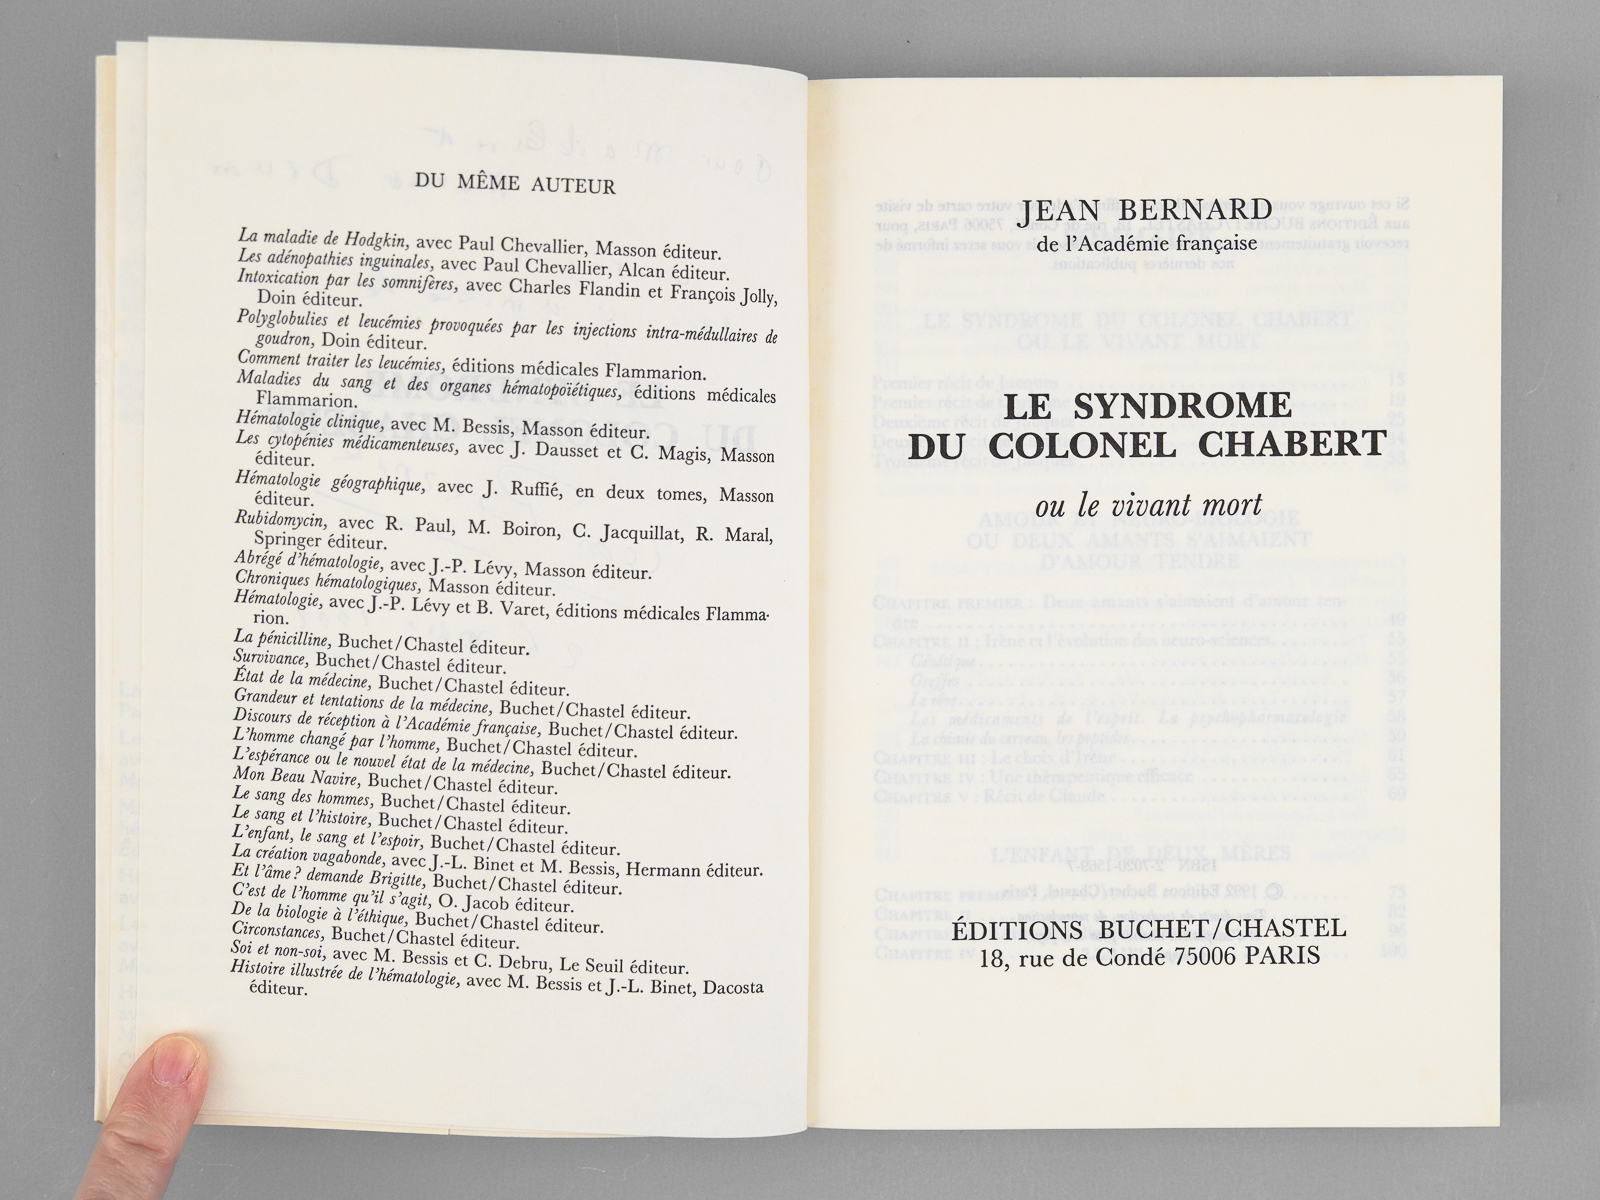 DU MÊME AUTEUR
La maladie de Hodgkin, avec Paul Chevallier, Masson éditeur.
Les adénopathies inguinales, avec Paul Chevallier, Alcan éditeur.
Intoxication par les somnifères, avec Charles Flandin et François Jolly,
Doin éditeur.
Polyglobulies et leucémies provoquées par les injections intra-médullaires de
goudron, Doin éditeur.
Comment traiter les leucémies, éditions médicales Flammarion.
Maladies du sang et des organes hématopoïétiques, éditions médicales
Flammarion.
Hématologie clinique, avec M. Bessis, Masson éditeur.
Les cytopénies médicamenteuses, avec J. Dausset et C. Magis, Masson
éditeur.
Hématologie géographique, avec J. Ruffié, en deux tomes, Masson
éditeur.
Rubidomycin, avec R. Paul, M. Boiron, C. Jacquillat, R. Maral,
Springer éditeur.
Abrégé d'hématologie, avec J.-P. Lévy, Masson éditeur.
Chroniques hématologiques, Masson éditeur.
Hématologie, avec J.-P. Lévy et B. Varet, éditions médicales Flamma-
rion.
La pénicilline, Buchet/Chastel éditeur.
Survivance, Buchet/Chastel éditeur.
État de la médecine, Buchet/Chastel éditeur.
Grandeur et tentations de la médecine, Buchet/Chastel éditeur.
Discours de réception à l'Académie française, Buchet/Chastel éditeur.
L'homme changé par l'homme, Buchet/Chastel éditeur.
L'espérance ou le nouvel état de la médecine, Buchet/Chastel éditeur.
Mon Beau Navire, Buchet/Chastel éditeur.
Le sang des hommes, Buchet/Chastel éditeur.
Le sang et l'histoire, Buchet/Chastel éditeur.
L'enfant, le sang et l'espoir, Buchet/Chastel éditeur.
La création vagabonde, avec J.-L. Binet et M. Bessis, Hermann éditeur.
Et l'âme ? demande Brigitte, Buchet/Chastel éditeur.
C'est de l'homme qu'il s'agit, O. Jacob éditeur.
De la biologie à l'éthique, Buchet/Chastel éditeur.
Circonstances, Buchet/Chastel éditeur.
Soi et non-soi, avec M. Bessis et C. Debru, Le Seuil éditeur.
Histoire illustrée de l'hématologie, avec M. Bessis et J.-L. Binet, Dacosta
éditeur.
JEAN BERNARD
de l'Académie française
LE SYNDROME
DU COLONEL CHABERT
ou le vivant mort
ÉDITIONS BUCHET/CHASTEL
18, rue de Condé 75006 PARIS